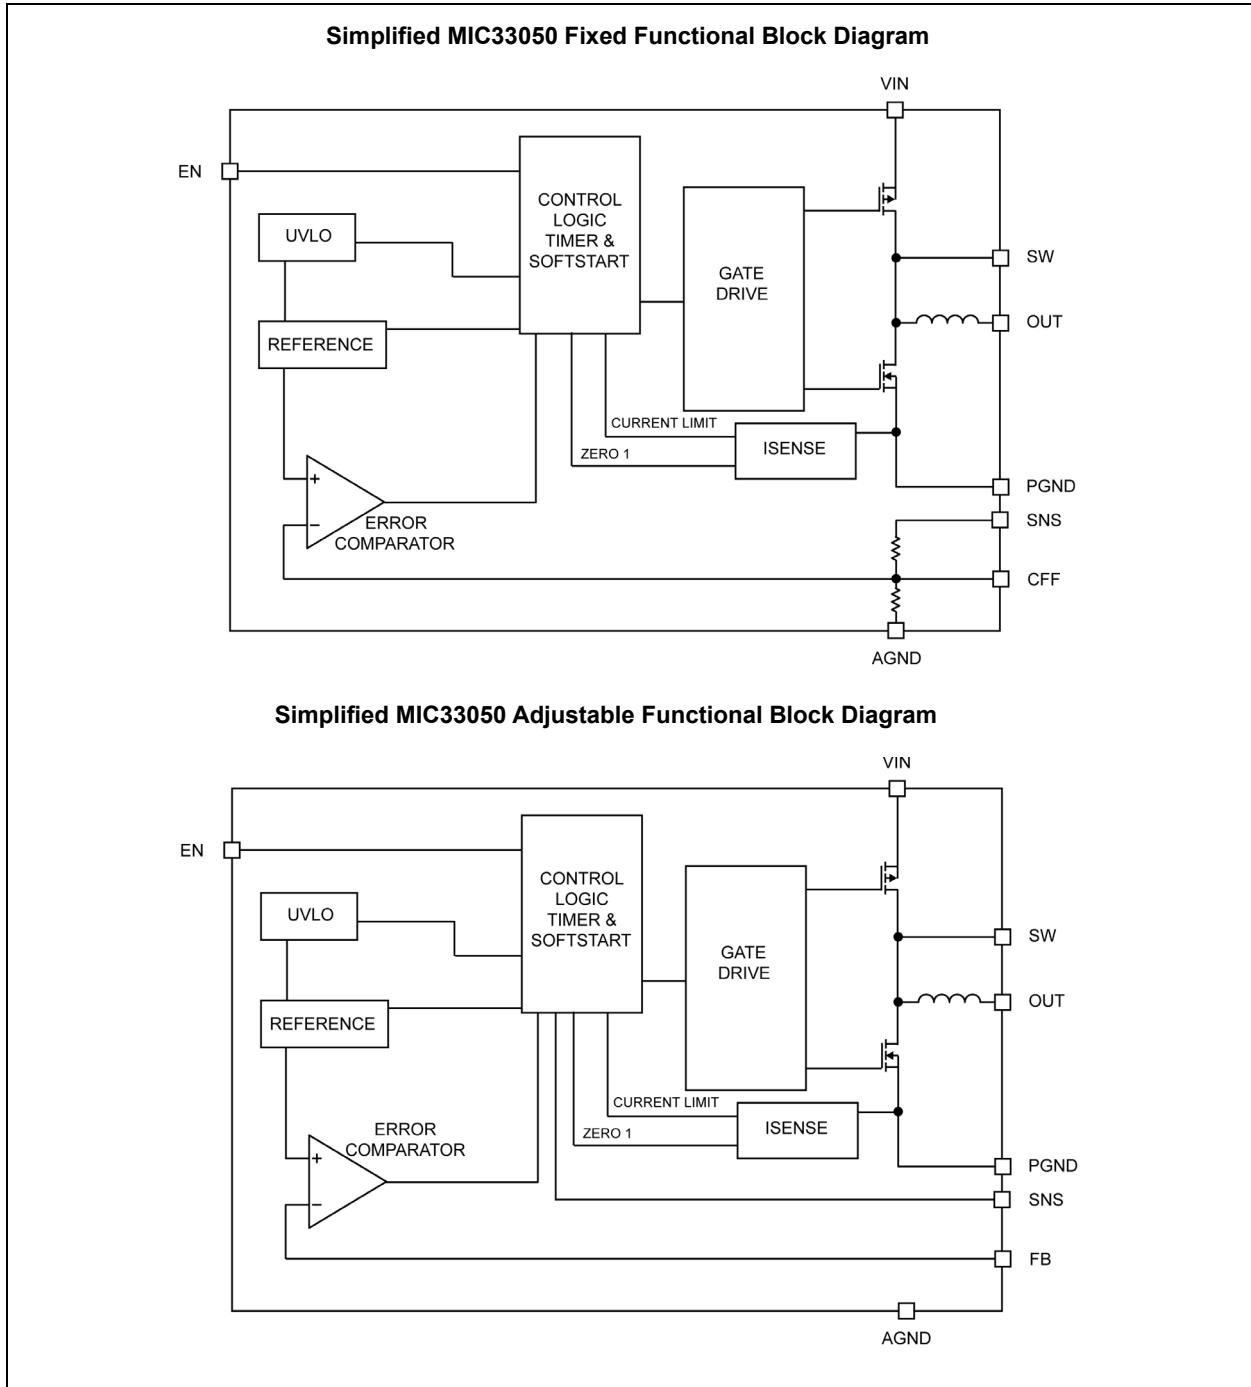 Simplified MIC33050 Fixed Functional Block Diagram
VIN
EN
CONTROL
LOGIC
TIMER &
SOFTSTART
UVLO
GATE
DRIVE
SW
OUT
REFERENCE
CURRENT LIMIT
ZERO 1
ISENSE
+
−
ERROR
COMPARATOR
PGND
SNS
CFF
AGND
Simplified MIC33050 Adjustable Functional Block Diagram
VIN
EN
CONTROL
LOGIC
TIMER &
SOFTSTART
UVLO
GATE
DRIVE
SW
OUT
REFERENCE
CURRENT LIMIT
ZERO 1
ISENSE
ERROR
COMPARATOR
+
−
PGND
SNS
FB
AGND